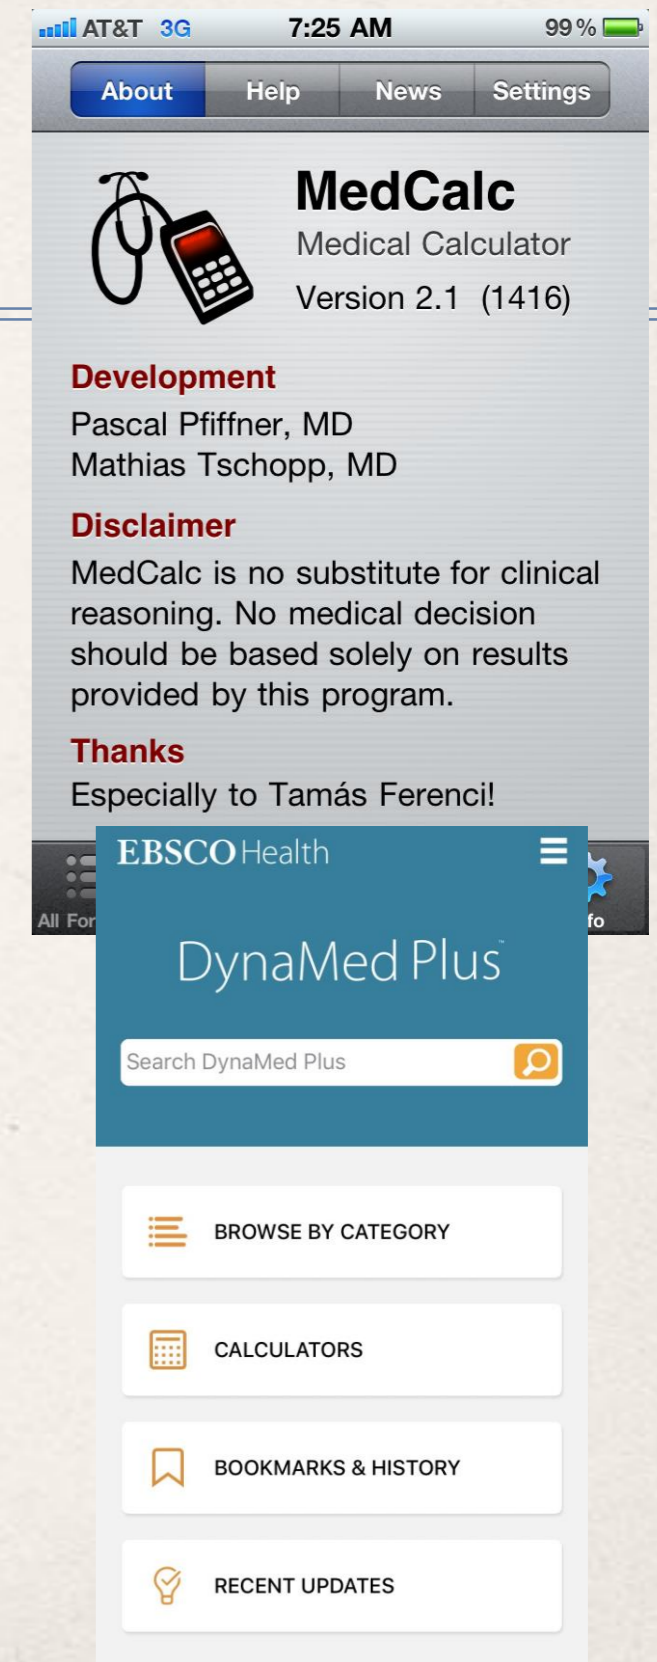 AT&T 3G 7:25 AM 99%
About Help News Settings
MedCalc
Medical Calculator
Version 2.1 (1416)
Development
Pascal Pfiffner, MD
Mathias Tschopp, MD
Disclaimer
MedCalc is no substitute for clinical
reasoning. No medical decision
should be based solely on results
provided by this program.
Thanks
Especially to Tamás Ferenci!
All For fo
EBSCO Health
DynaMed Plus™
Search DynaMed Plus
BROWSE BY CATEGORY
CALCULATORS
BOOKMARKS & HISTORY
RECENT UPDATES